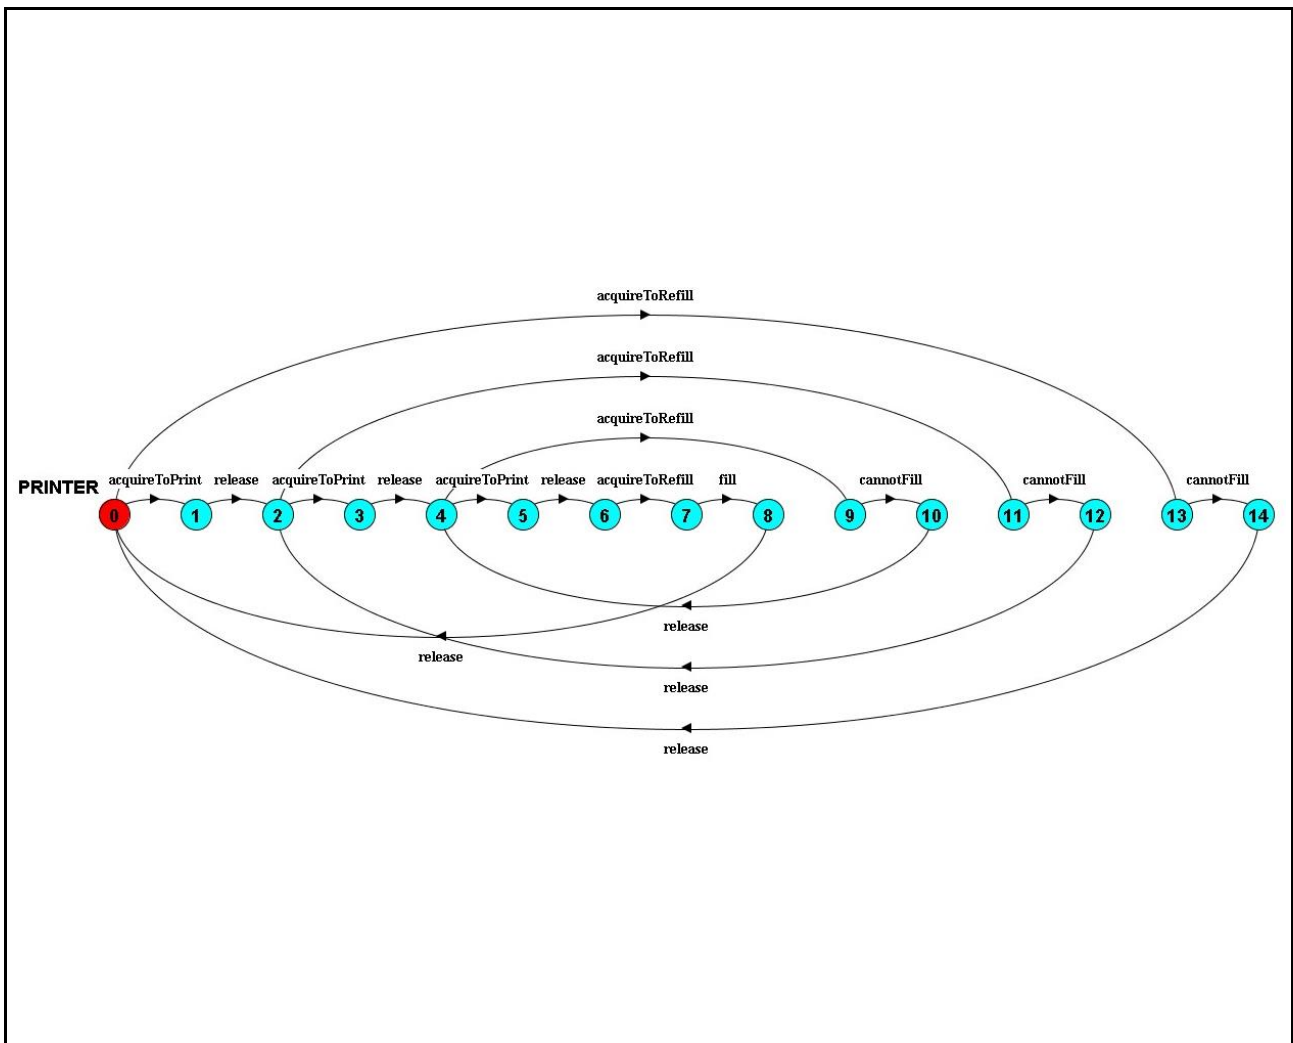 acquireToRefill
acquireToRefill
acquireToRefill
PRINTER acquireToPrint release acquireToPrint release acquireToPrint release acquireToRefill fill cannotFill cannotFill cannotFill
0 1 2 3 4 5 6 7 8 9 10 11 12 13 14
release
release
release
release